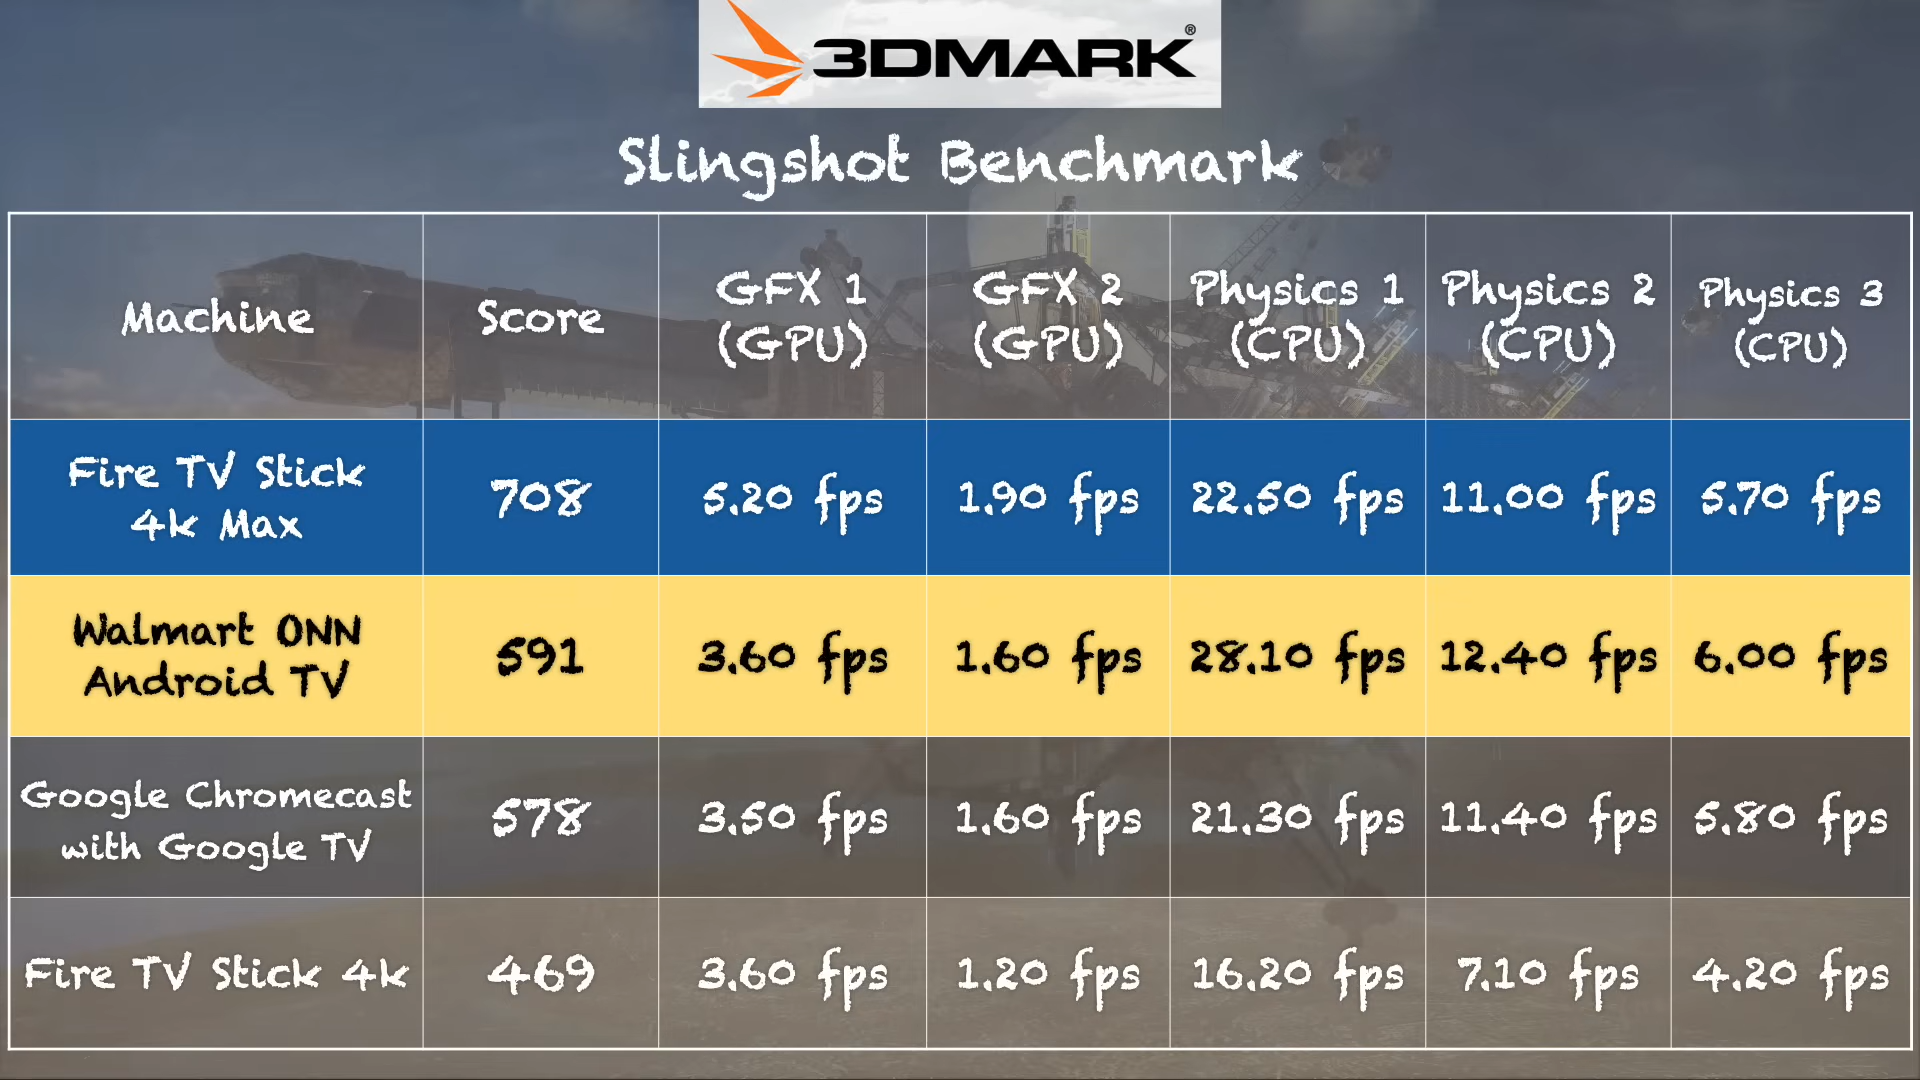 3DMARK®
Slingshot Benchmark
Machine
Score
GFX 1
(GPU)
GFX 2
(GPU)
Physics 1
(CPU)
Physics 2
(CPU)
Physics 3
(CPU)
Fire TV Stick
4k Max
708
5.20 fps
1.90 fps
22.50 fps
11.00 fps
5.70 fps
Walmart ONN
Android TV
591
3.60 fps
1.60 fps
28.10 fps
12.40 fps
6.00 fps
Google Chromecast
with Google TV
578
3.50 fps
1.60 fps
21.30 fps
11.40 fps
5.80 fps
Fire TV Stick 4k
469
3.60 fps
1.20 fps
16.20 fps
7.10 fps
4.20 fps